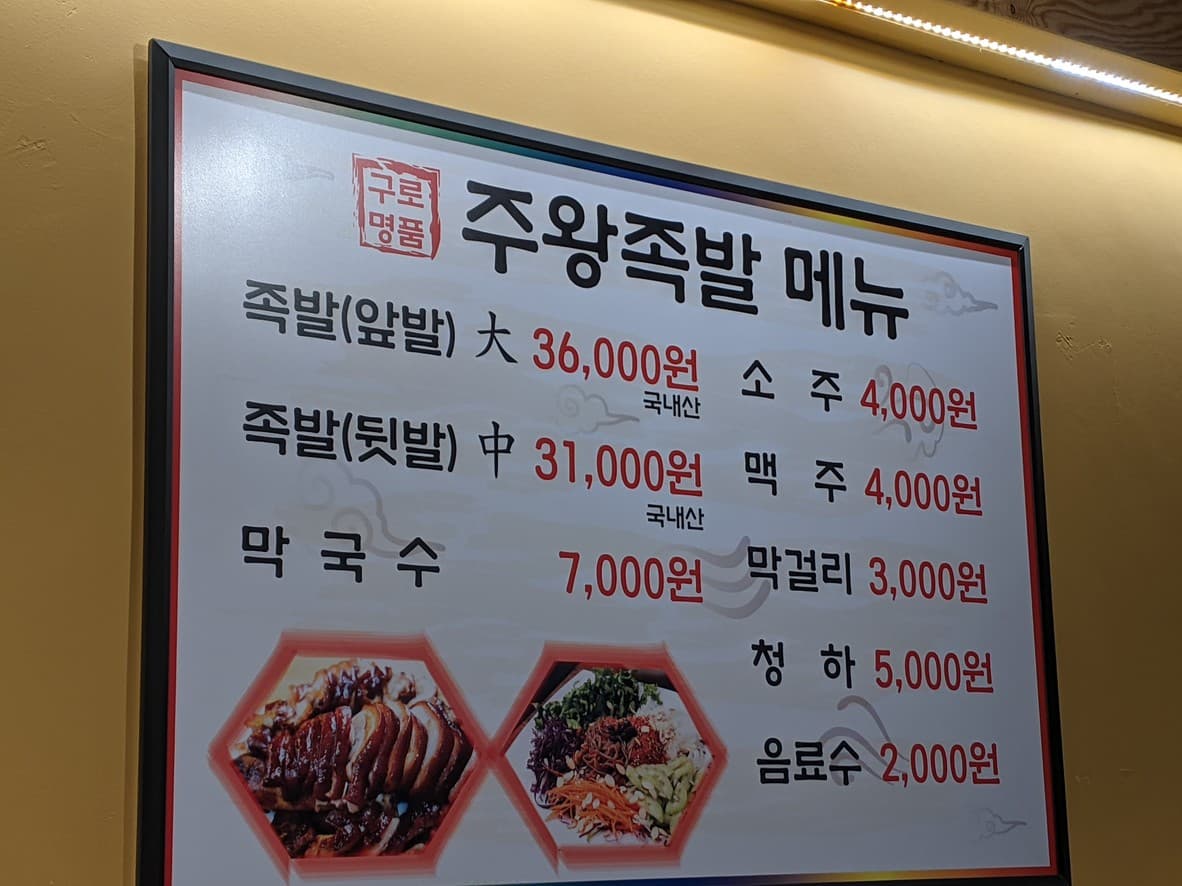 구로
명품
주왕족발 메뉴
족발(앞발) 大 36,000원
국내산
족발(뒷발) 中 31,000원
국내산
막국수 7,000원
소주 4,000원
맥주 4,000원
막걸리 3,000원
청하 5,000원
음료수 2,000원